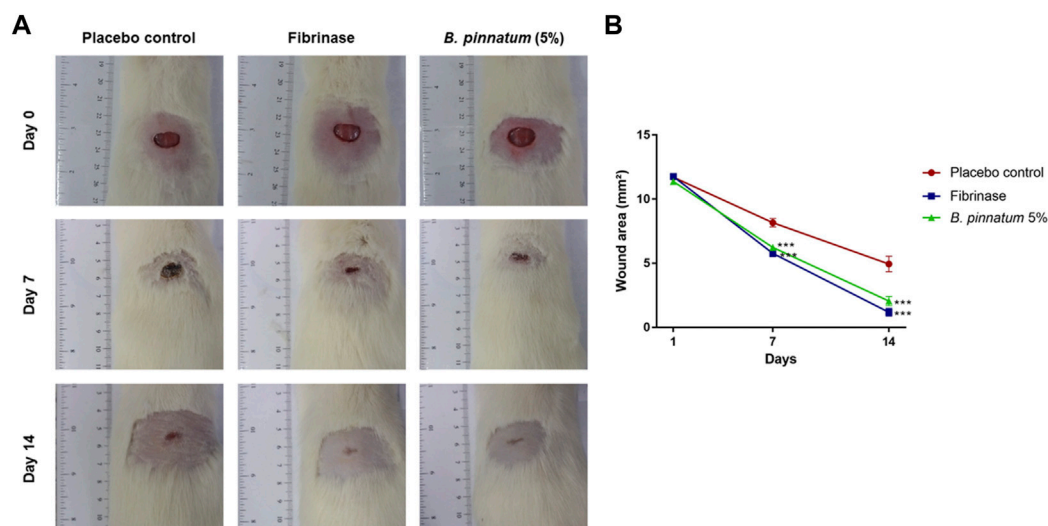 A
Placebo control
Fibrinase
B. pinnatum (5%)
Day 0
Day 7
Day 14
B
Wound area (mm²)
15
10
5
0
***
***
***
***
1
7
14
Days
Placebo control
Fibrinase
B. pinnatum 5%